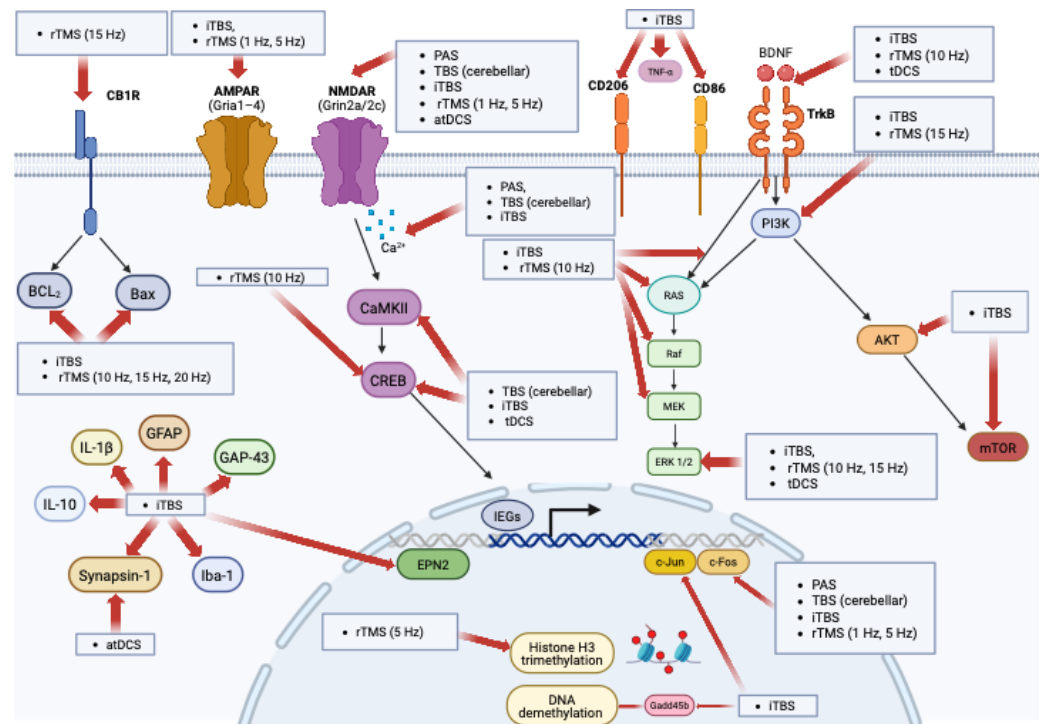 • rTMS (15 Hz)
• iTBS,
• rTMS (1 Hz, 5 Hz)
• PAS
• TBS (cerebellar)
• iTBS
• rTMS (1 Hz, 5 Hz)
• atDCS
• iTBS
TNF-α
BDNF
• iTBS
• rTMS (10 Hz)
• tDCS
CB1R
AMPAR
(Gria1–4)
NMDAR
(Grin2a/2c)
CD206
CD86
TrkB
• iTBS
• rTMS (15 Hz)
• PAS,
• TBS (cerebellar)
• iTBS
Ca²⁺
PI3K
• iTBS
• rTMS (10 Hz)
BCL₂
Bax
• rTMS (10 Hz)
CaMKII
RAS
• iTBS
AKT
Raf
• iTBS
• rTMS (10 Hz, 15 Hz, 20 Hz)
CREB
• TBS (cerebellar)
• iTBS
• tDCS
MEK
mTOR
IL-1β
GFAP
GAP-43
ERK 1/2
• iTBS,
• rTMS (10 Hz, 15 Hz)
• tDCS
IL-10
• iTBS
IEGs
Synapsin-1
Iba-1
EPN2
c-Jun
c-Fos
• PAS
• TBS (cerebellar)
• iTBS
• rTMS (1 Hz, 5 Hz)
• atDCS
• rTMS (5 Hz)
Histone H3
trimethylation
DNA
demethylation
Gadd45b
• iTBS